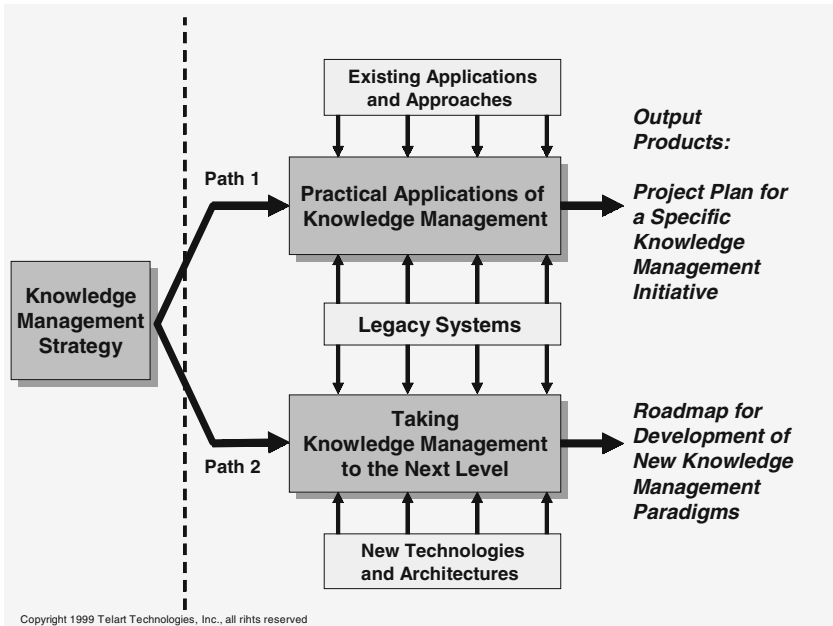 Existing Applications
and Approaches
Output
Products:
Path 1
Practical Applications of
Knowledge Management
Project Plan for
a Specific
Knowledge
Management
Initiative
Knowledge
Management
Strategy
Legacy Systems
Path 2
Taking
Knowledge Management
to the Next Level
Roadmap for
Development of
New Knowledge
Management
Paradigms
New Technologies
and Architectures
Copyright 1999 Telart Technologies, Inc., all rihts reserved